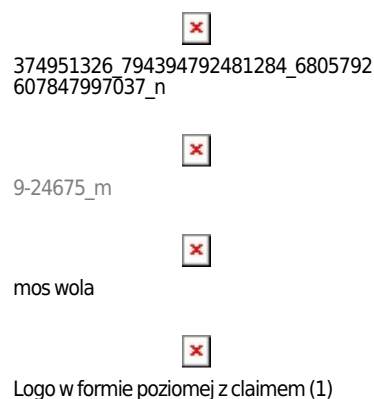 374951326_794394792481284_6805792
607847997037_n
9-24675_m
mos wola
Logo w formie poziomej z claimem (1)